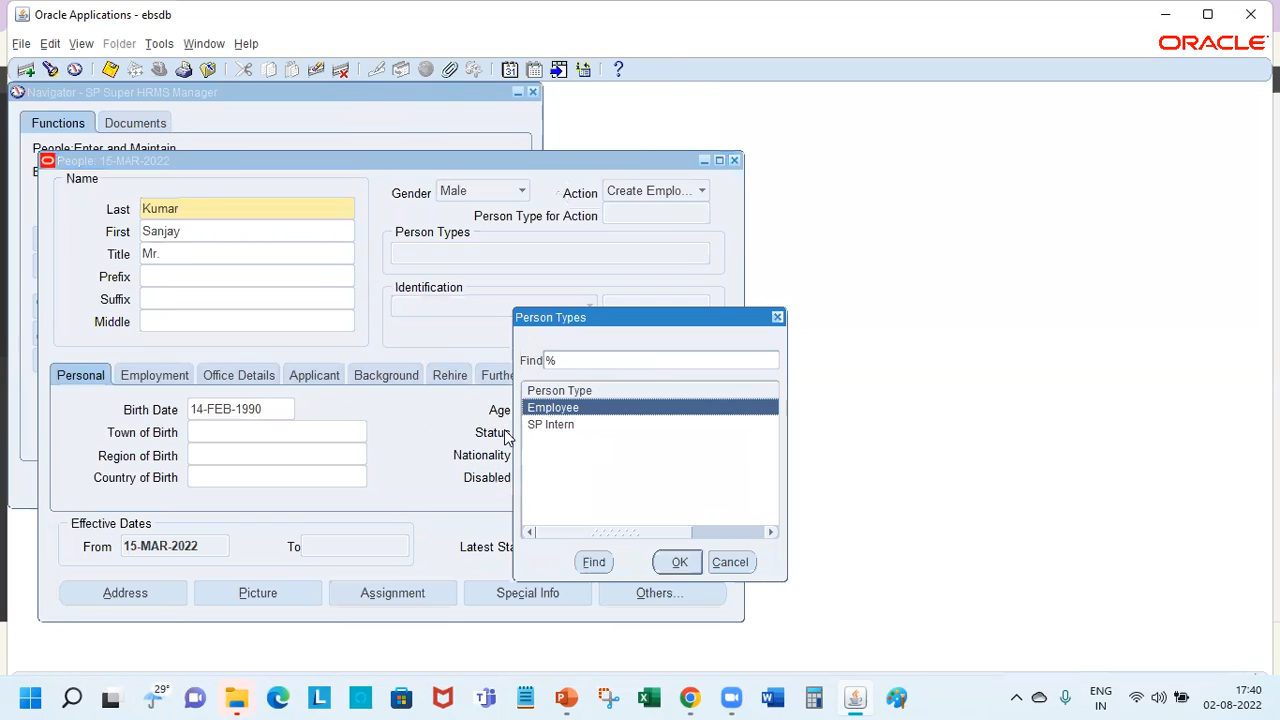 Oracle Applications - ebsdb
File Edit View Folder Tools Window Help
ORACLE
Navigator - SP Super HRMS Manager
Functions Documents
People:Enter and Maintain
People: 15-MAR-2022
Name
Last Kumar
First Sanjay
Title Mr.
Prefix
Suffix
Middle
Gender Male
Action Create Emplo...
Person Type for Action
Person Types
Identification
Personal Employment Office Details Applicant Background Rehire Furthe
Birth Date 14-FEB-1990
Town of Birth
Region of Birth
Country of Birth
Age
Status
Nationality
Disabled
Effective Dates
From 15-MAR-2022 To
Latest Sta
Address Picture Assignment Special Info Others...
Person Types
Find %
Person Type
Employee
SP Intern
Find OK Cancel
29°
ENG
IN
17:40
02-08-2022